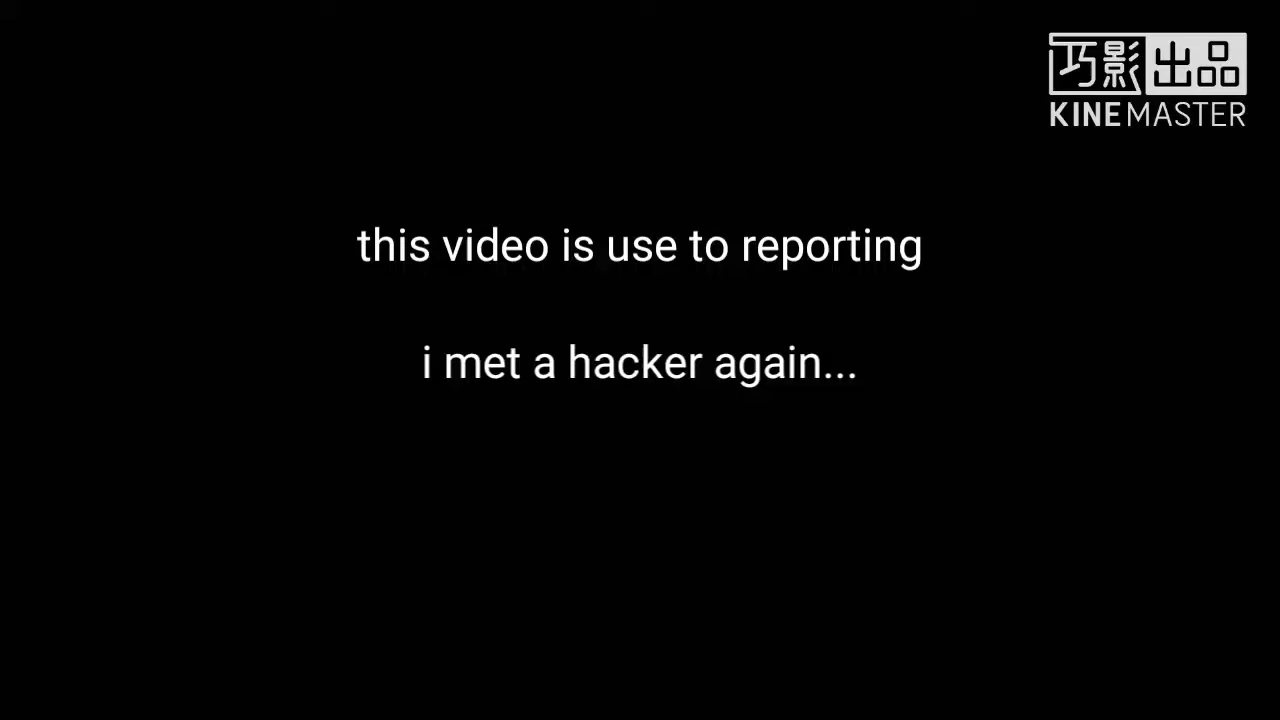 巧影出品
KINEMASTER
this video is use to reporting
i met a hacker again...